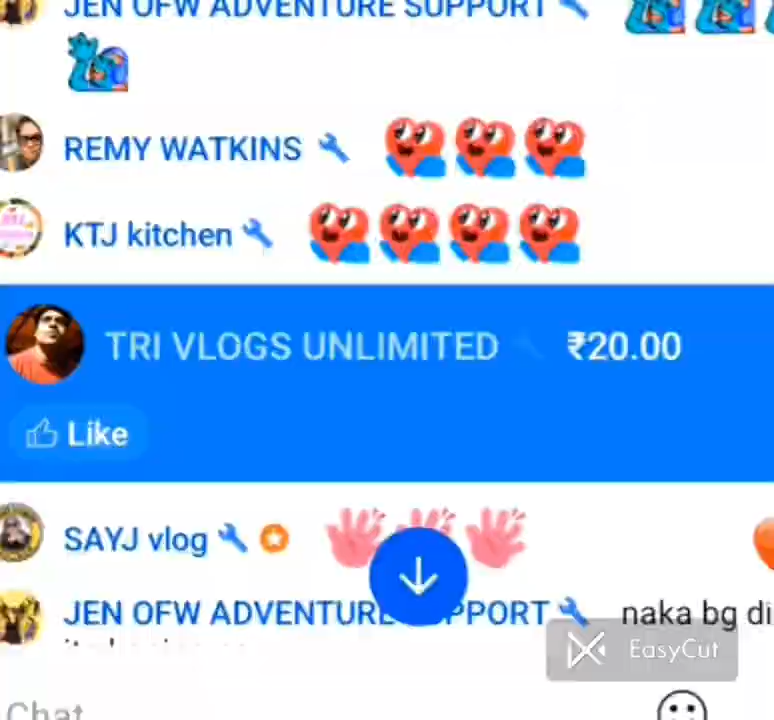 JEN OFW ADVENTURE SUPPORT
REMY WATKINS
KTJ kitchen
TRI VLOGS UNLIMITED ₹20.00
Like
SAYJ vlog
JEN OFW ADVENTURE PPORT naka bg di
EasyCut
Chat